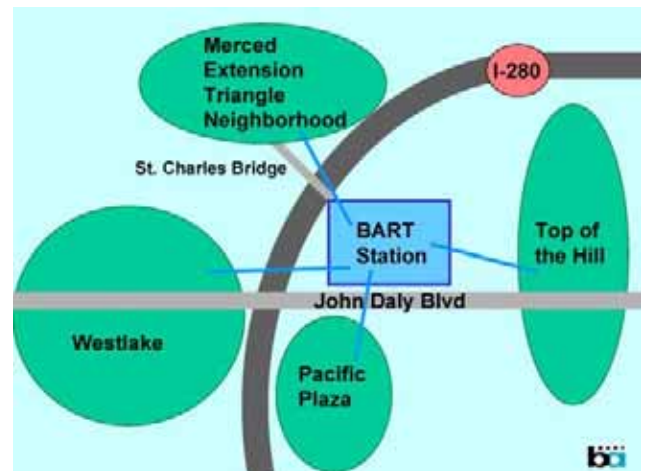 Merced
Extension
Triangle
Neighborhood
I-280
St. Charles Bridge
BART
Station
Top of
the Hill
John Daly Blvd
Westlake
Pacific
Plaza